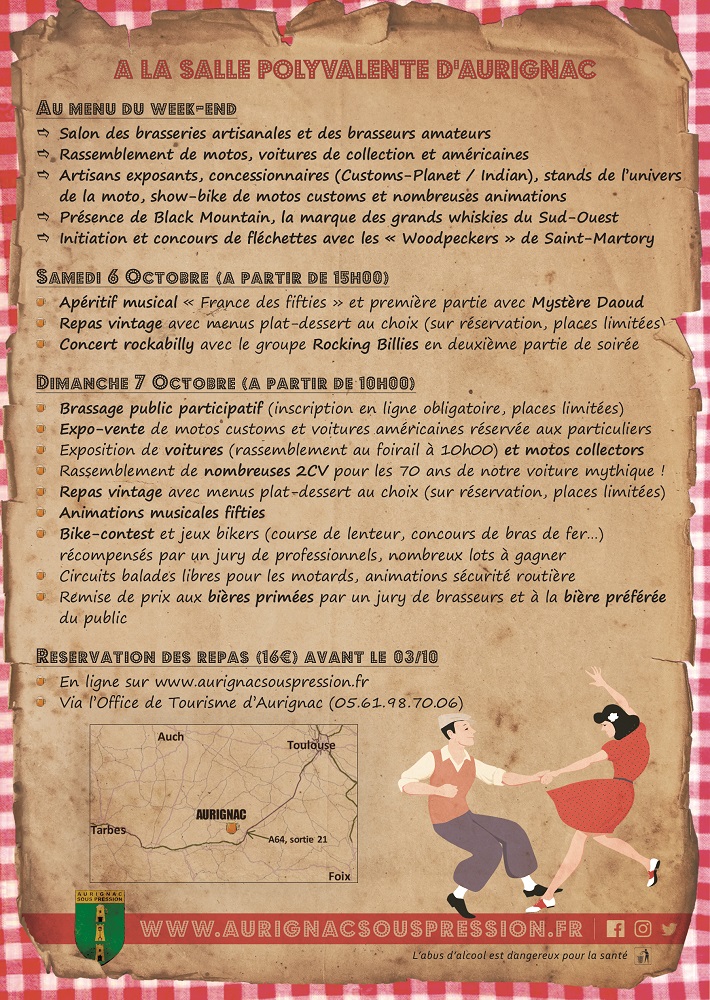 A LA SALLE POLYVALENTE D'AURIGNAC
AU MENU DU WEEK-END
⇨ Salon des brasseries artisanales et des brasseurs amateurs
⇨ Rassemblement de motos, voitures de collection et américaines
⇨ Artisans exposants, concessionnaires (Customs-Planet / Indian), stands de l'univers
de la moto, show-bike de motos customs et nombreuses animations
⇨ Présence de Black Mountain, la marque des grands whiskies du Sud-Ouest
⇨ Initiation et concours de fléchettes avec les « Woodpeckers » de Saint-Martory
SAMEDI 6 OCTOBRE (A PARTIR DE 15H00)
Apéritif musical « France des fifties » et première partie avec Mystère Daoud
Repas vintage avec menus plat-dessert au choix (sur réservation, places limitées)
Concert rockabilly avec le groupe Rocking Billies en deuxième partie de soirée
DIMANCHE 7 OCTOBRE (A PARTIR DE 10H00)
Brassage public participatif (inscription en ligne obligatoire, places limitées)
Expo-vente de motos customs et voitures américaines réservée aux particuliers
Exposition de voitures (rassemblement au foirail à 10h00) et motos collectors
Rassemblement de nombreuses 2CV pour les 70 ans de notre voiture mythique !
Repas vintage avec menus plat-dessert au choix (sur réservation, places limitées)
Animations musicales fifties
Bike-contest et jeux bikers (course de lenteur, concours de bras de fer...)
récompensés par un jury de professionnels, nombreux lots à gagner
Circuits balades libres pour les motards, animations sécurité routière
Remise de prix aux bières primées par un jury de brasseurs et à la bière préférée
du public
RESERVATION DES REPAS (16€) AVANT LE 03/10
En ligne sur www.aurignacsouspression.fr
Via l'Office de Tourisme d'Aurignac (05.61.98.70.06)
Auch
Toulouse
AURIGNAC
Tarbes
A64, sortie 21
Foix
AURIGNAC
SOUS PRESSION
WWW.AURIGNACSOUSPRESSION.FR
L'abus d'alcool est dangereux pour la santé